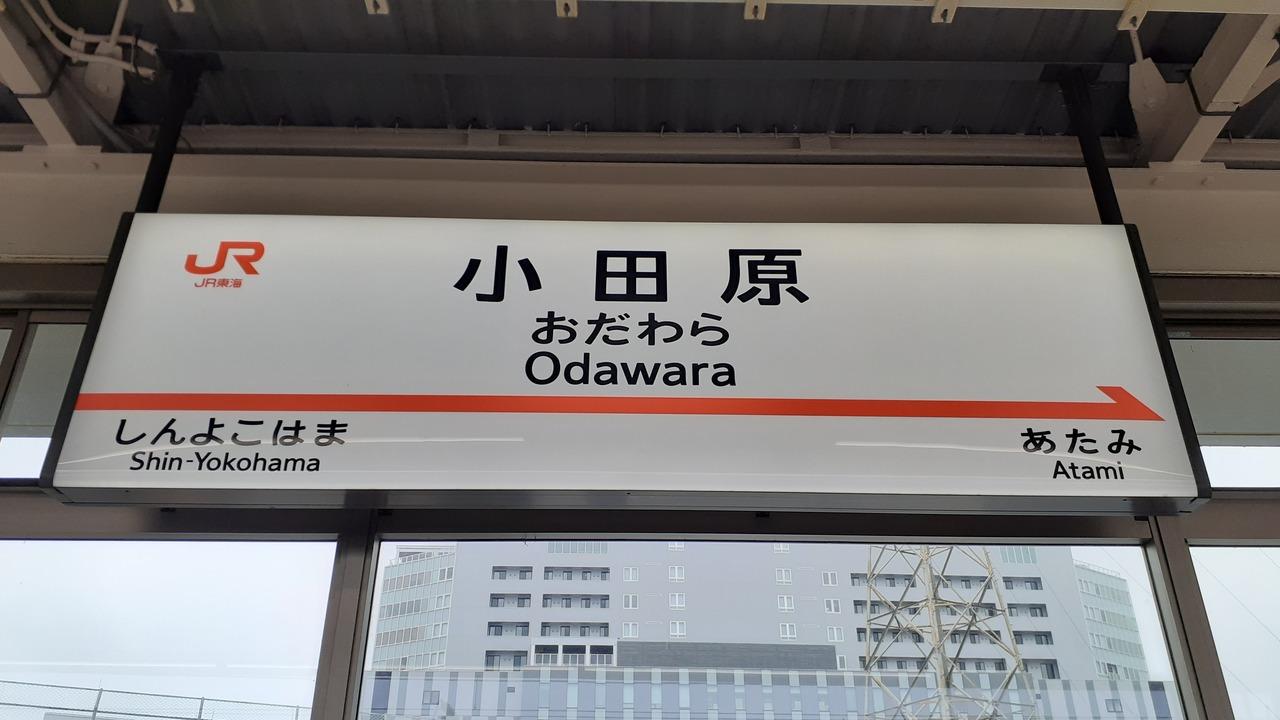 JR
JR東海
小田原
おだわら
Odawara
しんよこはま
Shin-Yokohama
あたみ
Atami